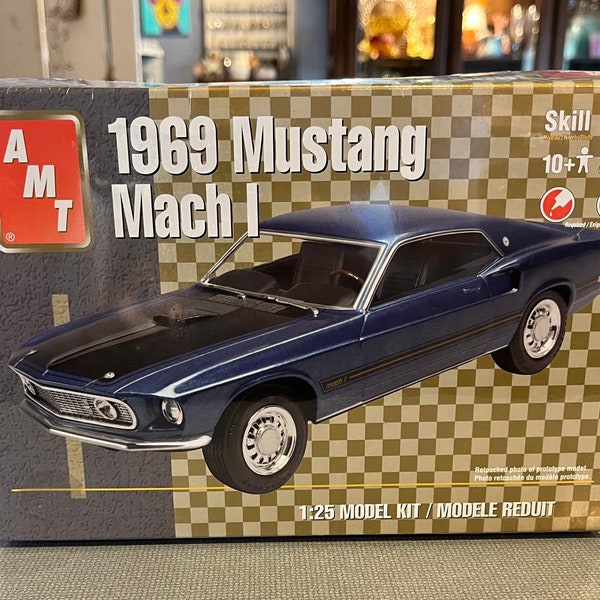 AMT
®
1969 Mustang
Mach I
Skill
10+
mach I
Retouched photo of prototype model.
Photo retouchée du modèle prototype.
1:25 MODEL KIT / MODELE REDUIT